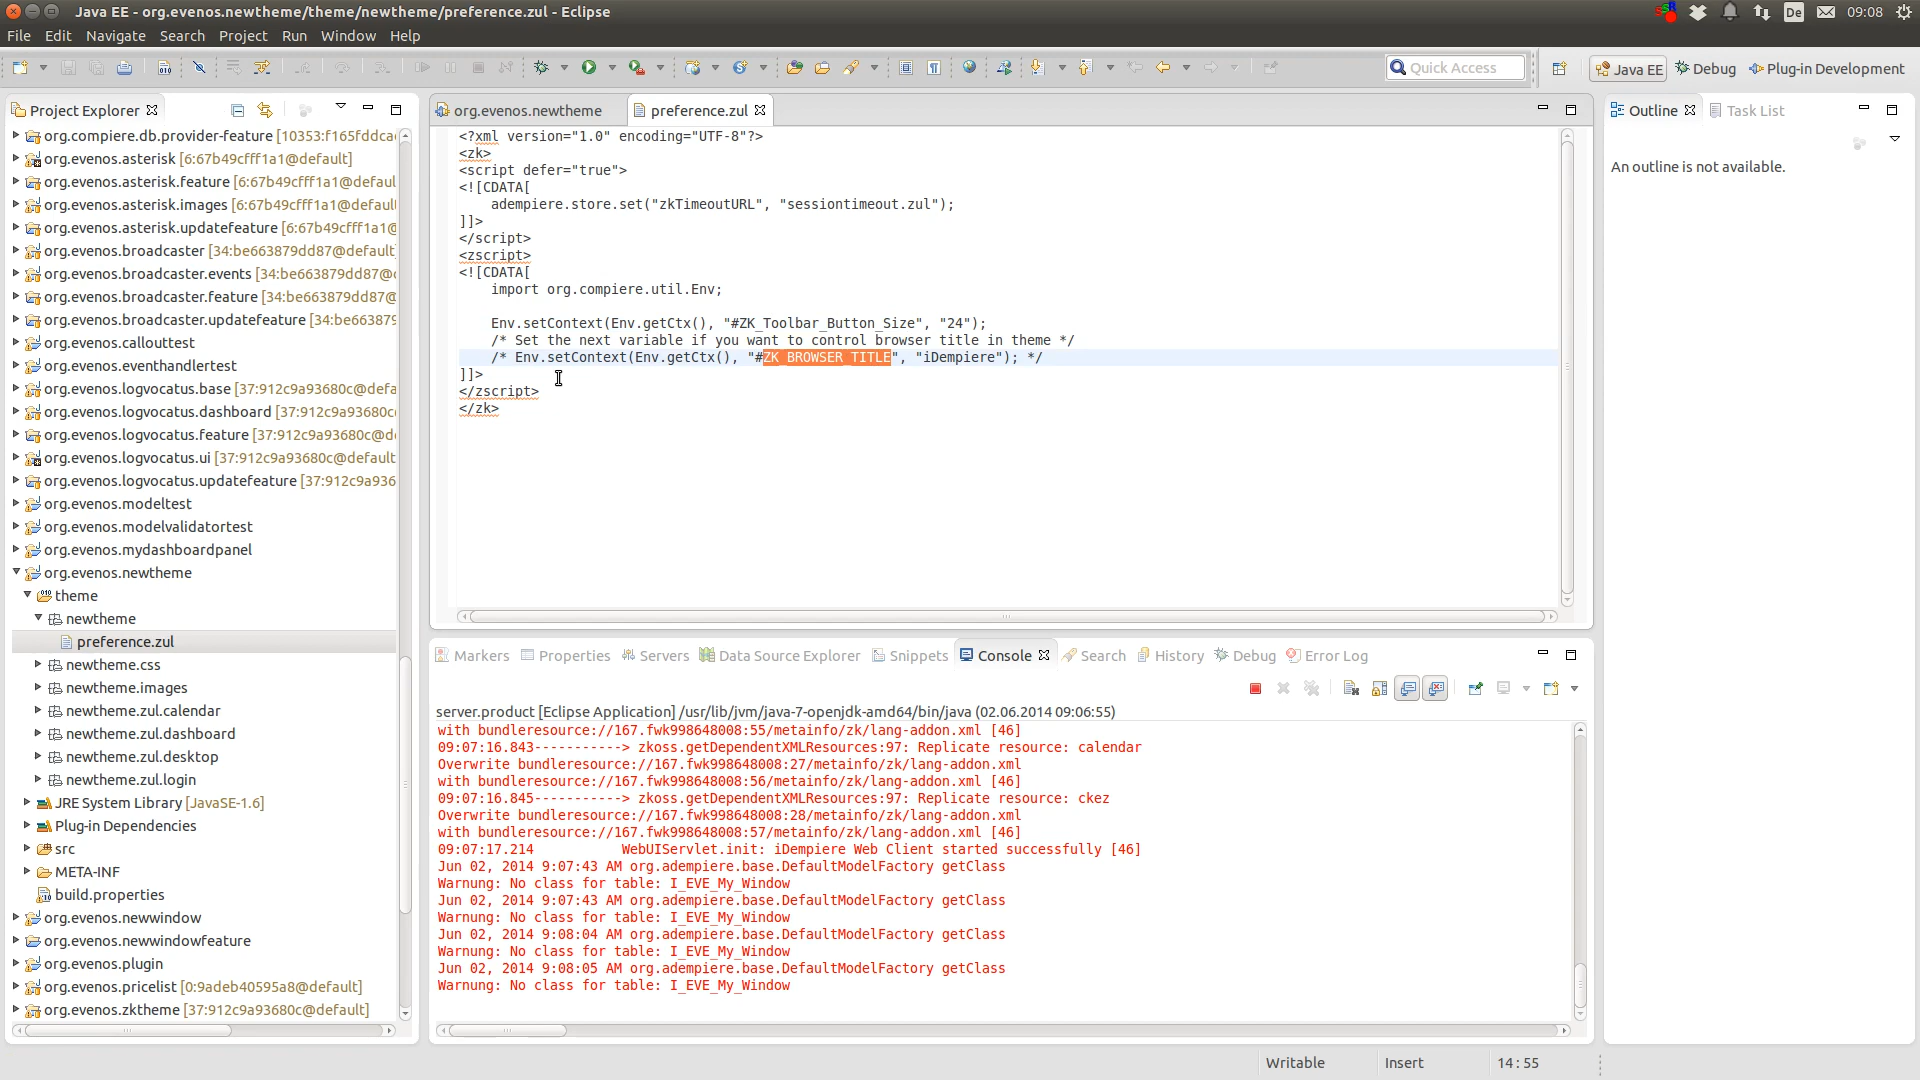 Java EE - org.evenos.newtheme/theme/newtheme/preference.zul - Eclipse
De
09:08
File Edit Navigate Search Project Run Window Help
Quick Access
Java EE
Debug
Plug-in Development
Project Explorer
org.compiere.db.provider-feature [10353:f165fddca
org.evenos.asterisk [6:67b49cfff1a1@default]
org.evenos.asterisk.feature [6:67b49cfff1a1@defaul
org.evenos.asterisk.images [6:67b49cfff1a1@defaul
org.evenos.asterisk.updatefeature [6:67b49cfff1a1@
org.evenos.broadcaster [34:be663879dd87@default
org.evenos.broadcaster.events [34:be663879dd87@
org.evenos.broadcaster.feature [34:be663879dd87@
org.evenos.broadcaster.updatefeature [34:be663879
org.evenos.callouttest
org.evenos.eventhandlertest
org.evenos.logvocatus.base [37:912c9a93680c@defa
org.evenos.logvocatus.dashboard [37:912c9a93680c
org.evenos.logvocatus.feature [37:912c9a93680c@d
org.evenos.logvocatus.ui [37:912c9a93680c@default
org.evenos.logvocatus.updatefeature [37:912c9a936
org.evenos.modeltest
org.evenos.modelvalidatortest
org.evenos.mydashboardpanel
org.evenos.newtheme
theme
newtheme
preference.zul
newtheme.css
newtheme.images
newtheme.zul.calendar
newtheme.zul.dashboard
newtheme.zul.desktop
newtheme.zul.login
JRE System Library [JavaSE-1.6]
Plug-in Dependencies
src
META-INF
build.properties
org.evenos.newwindow
org.evenos.newwindowfeature
org.evenos.plugin
org.evenos.pricelist [0:9adeb40595a8@default]
org.evenos.zktheme [37:912c9a93680c@default]
org.evenos.newtheme
preference.zul
<?xml version="1.0" encoding="UTF-8"?>
<zk>
<script defer="true">
<![CDATA[
adempiere.store.set("zkTimeoutURL", "sessiontimeout.zul");
]]>
</script>
<zscript>
<![CDATA[
import org.compiere.util.Env;
Env.setContext(Env.getCtx(), "#ZK_Toolbar_Button_Size", "24");
/* Set the next variable if you want to control browser title in theme */
/* Env.setContext(Env.getCtx(), "#ZK_BROWSER_TITLE", "iDempiere"); */
]]>
</zscript>
</zk>
Outline
Task List
An outline is not available.
Markers Properties Servers Data Source Explorer Snippets Console Search History Debug Error Log
server.product [Eclipse Application] /usr/lib/jvm/java-7-openjdk-amd64/bin/java (02.06.2014 09:06:55)
with bundleresource://167.fwk998648008:55/metainfo/zk/lang-addon.xml [46]
09:07:16.843-----------> zkoss.getDependentXMLResources:97: Replicate resource: calendar
Overwrite bundleresource://167.fwk998648008:27/metainfo/zk/lang-addon.xml
with bundleresource://167.fwk998648008:56/metainfo/zk/lang-addon.xml [46]
09:07:16.845-----------> zkoss.getDependentXMLResources:97: Replicate resource: ckez
Overwrite bundleresource://167.fwk998648008:28/metainfo/zk/lang-addon.xml
with bundleresource://167.fwk998648008:57/metainfo/zk/lang-addon.xml [46]
09:07:17.214 WebUIServlet.init: iDempiere Web Client started successfully [46]
Jun 02, 2014 9:07:43 AM org.adempiere.base.DefaultModelFactory getClass
Warnung: No class for table: I_EVE_My_Window
Jun 02, 2014 9:07:43 AM org.adempiere.base.DefaultModelFactory getClass
Warnung: No class for table: I_EVE_My_Window
Jun 02, 2014 9:08:04 AM org.adempiere.base.DefaultModelFactory getClass
Warnung: No class for table: I_EVE_My_Window
Jun 02, 2014 9:08:05 AM org.adempiere.base.DefaultModelFactory getClass
Warnung: No class for table: I_EVE_My_Window
Writable
Insert
14:55